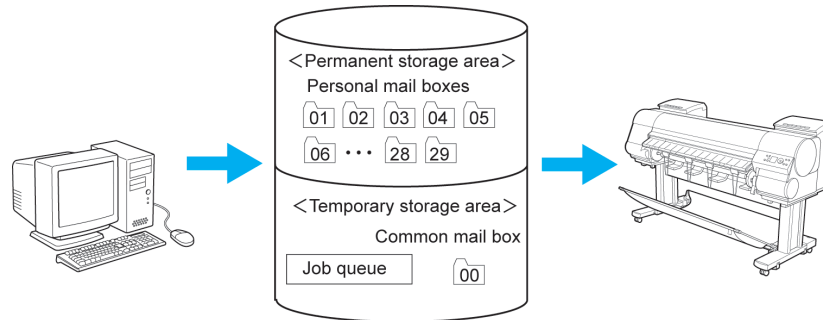 ＜Permanent storage area＞
Personal mail boxes
01 02 03 04 05
06 ･･･ 28 29
＜Temporary storage area＞
Common mail box
Job queue 00